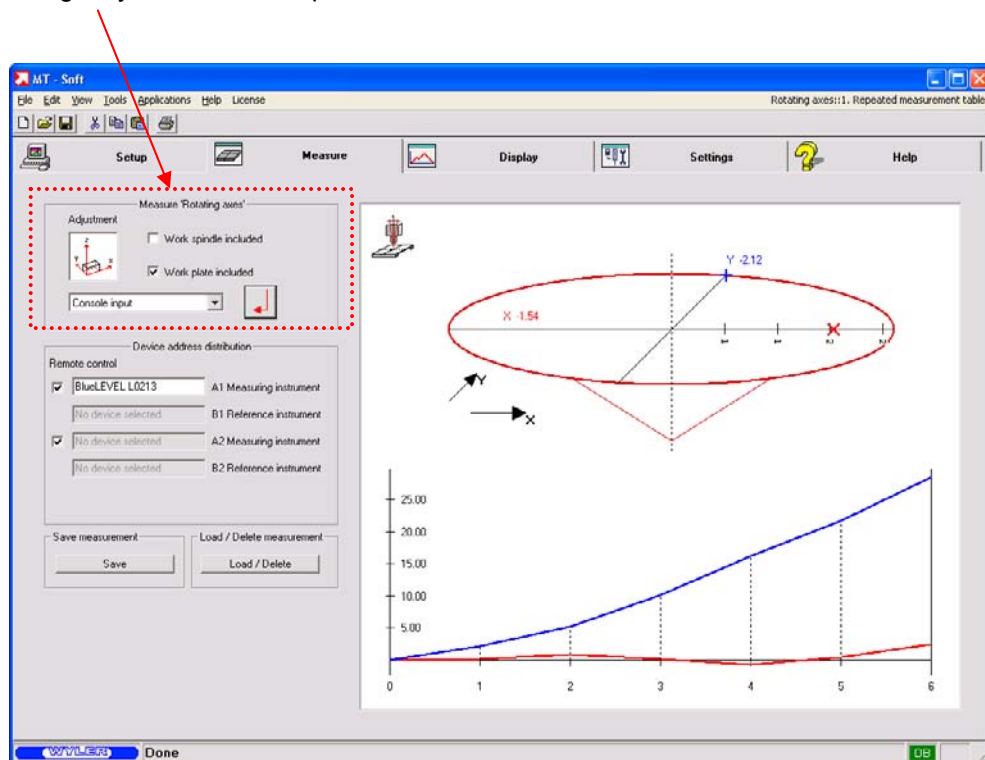 MT - Soft
File Edit View Tools Applications Help License
Rotating axes::1. Repeated measurement table
Setup
Measure
Display
Settings
Help
Measure 'Rotating axes'
Adjustment
Z
Y
X
Work spindle included
Work plate included
Console input
Device address distribution
Remote control
BlueLEVEL L0213 A1 Measuring instrument
No device selected B1 Reference instrument
No device selected A2 Measuring instrument
No device selected B2 Reference instrument
Save measurement
Save
Load / Delete measurement
Load / Delete
Y -2.12
X -1.54
Y
X
25.00
20.00
15.00
10.00
5.00
0 1 2 3 4 5 6
WYLER
Done
DB